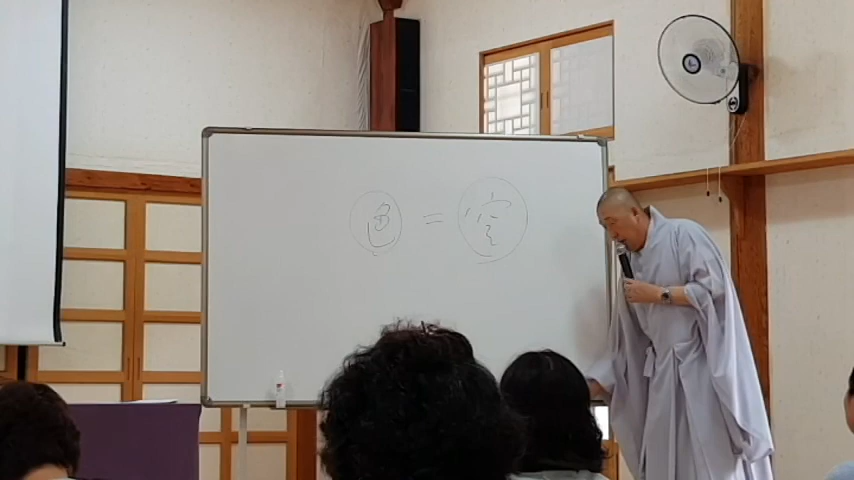 色 = 空